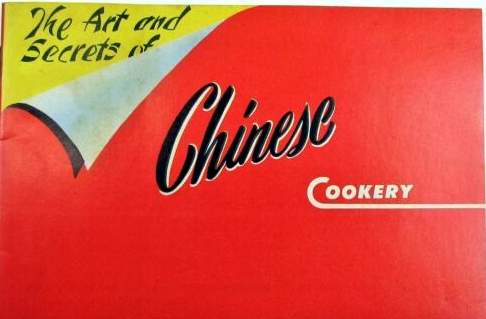 The Art and
Secrets of
Chinese
COOKERY